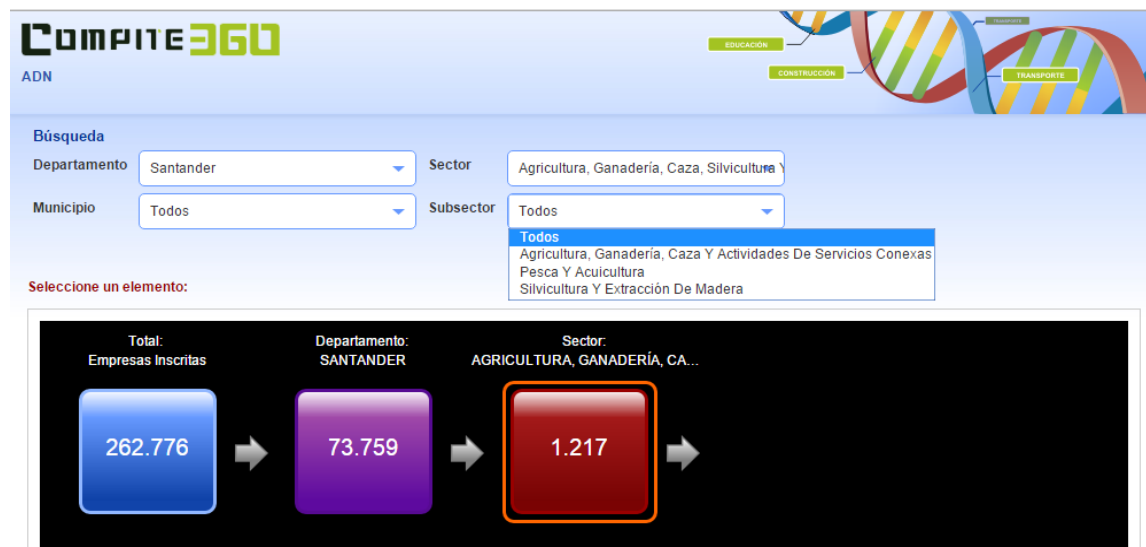 COMPITE360
ADN
EDUCACIÓN
CONSTRUCCIÓN
TRANSPORTE
TRANSPORTE
Búsqueda
Departamento Santander Sector Agricultura, Ganadería, Caza, Silvicultura Y
Municipio Todos Subsector Todos
Todos
Agricultura, Ganadería, Caza Y Actividades De Servicios Conexas
Pesca Y Acuicultura
Silvicultura Y Extracción De Madera
Seleccione un elemento:
Total:
Empresas Inscritas
Departamento:
SANTANDER
Sector:
AGRICULTURA, GANADERÍA, CA...
262.776
73.759
1.217